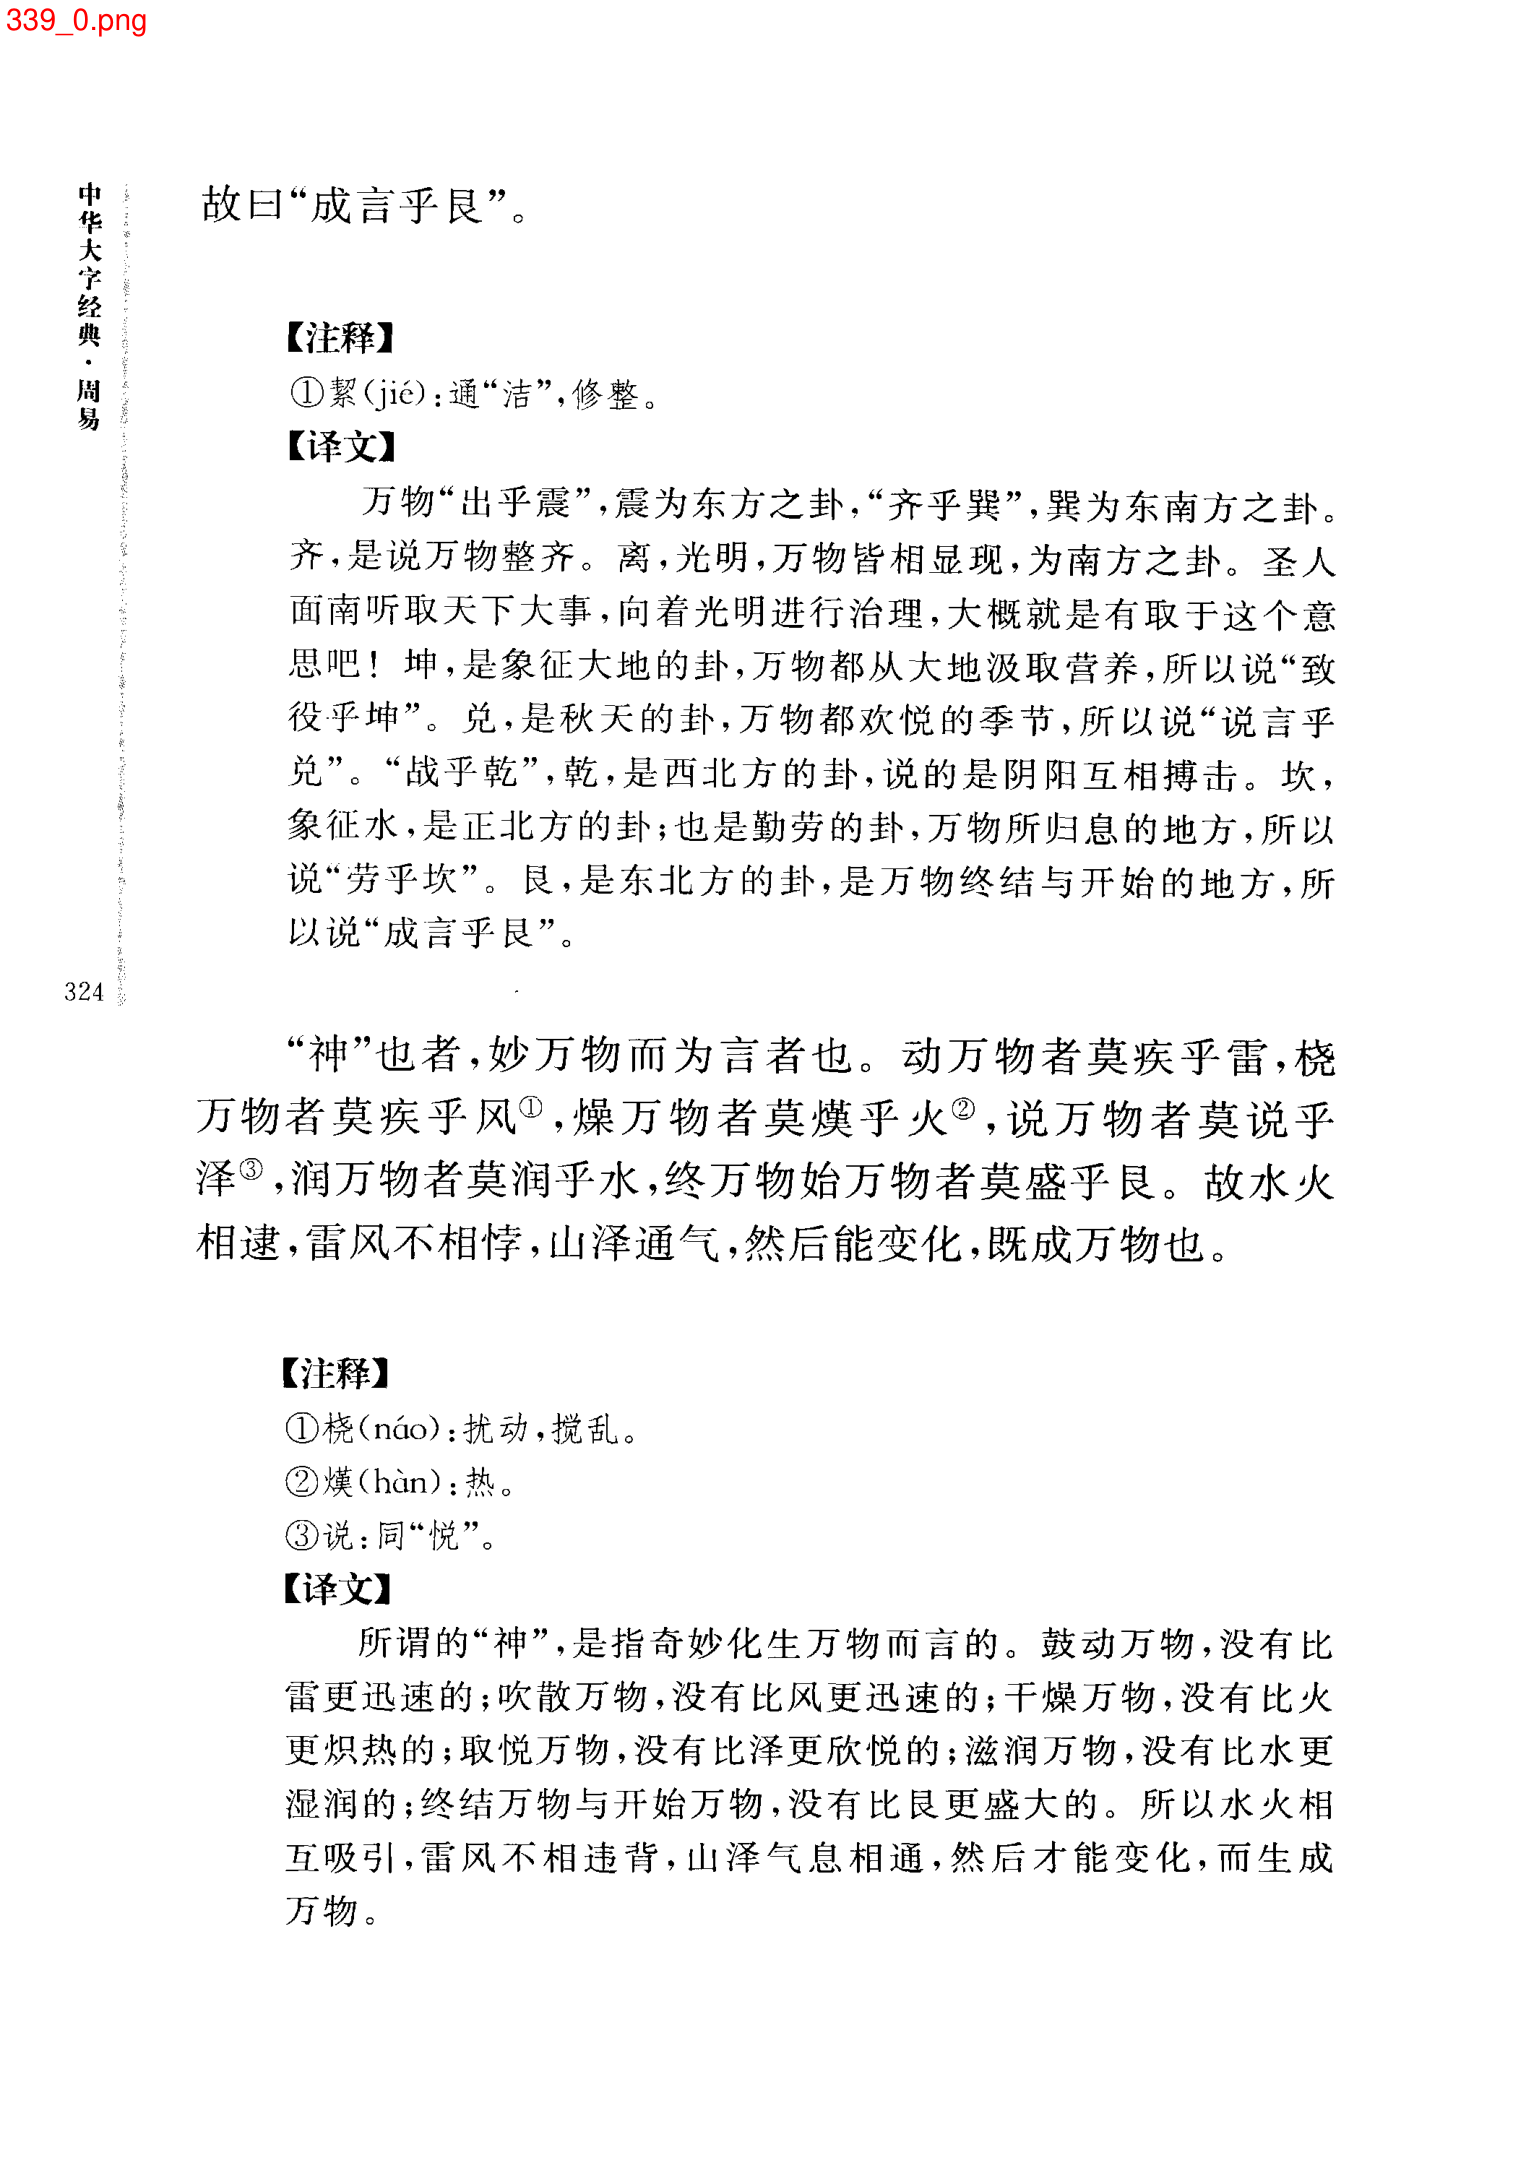 339_0.png
中华大字经典·周易
324
故曰“成言乎艮”。
【注释】
①絜(jié):通“洁”,修整。
【译文】
万物“出乎震”,震为东方之卦,“齐乎巽”,巽为东南方之卦。
齐,是说万物整齐。离,光明,万物皆相显现,为南方之卦。圣人
面南听取天下大事,向着光明进行治理,大概就是有取于这个意
思吧！坤,是象征大地的卦,万物都从大地汲取营养,所以说“致
役乎坤”。兑,是秋天的卦,万物都欢悦的季节,所以说“说言乎
兑”。“战乎乾”,乾,是西北方的卦,说的是阴阳互相搏击。坎,
象征水,是正北方的卦;也是勤劳的卦,万物所归息的地方,所以
说“劳乎坎”。艮,是东北方的卦,是万物终结与开始的地方,所
以说“成言乎艮”。
“神”也者,妙万物而为言者也。动万物者莫疾乎雷,桡
万物者莫疾乎风①,燥万物者莫熯乎火②,说万物者莫说乎
泽③,润万物者莫润乎水,终万物始万物者莫盛乎艮。故水火
相逮,雷风不相悖,山泽通气,然后能变化,既成万物也。
【注释】
①桡(náo):扰动,搅乱。
②熯(hàn):热。
③说:同“悦”。
【译文】
所谓的“神”,是指奇妙化生万物而言的。鼓动万物,没有比
雷更迅速的;吹散万物,没有比风更迅速的;干燥万物,没有比火
更炽热的;取悦万物,没有比泽更欣悦的;滋润万物,没有比水更
湿润的;终结万物与开始万物,没有比艮更盛大的。所以水火相
互吸引,雷风不相违背,山泽气息相通,然后才能变化,而生成
万物。